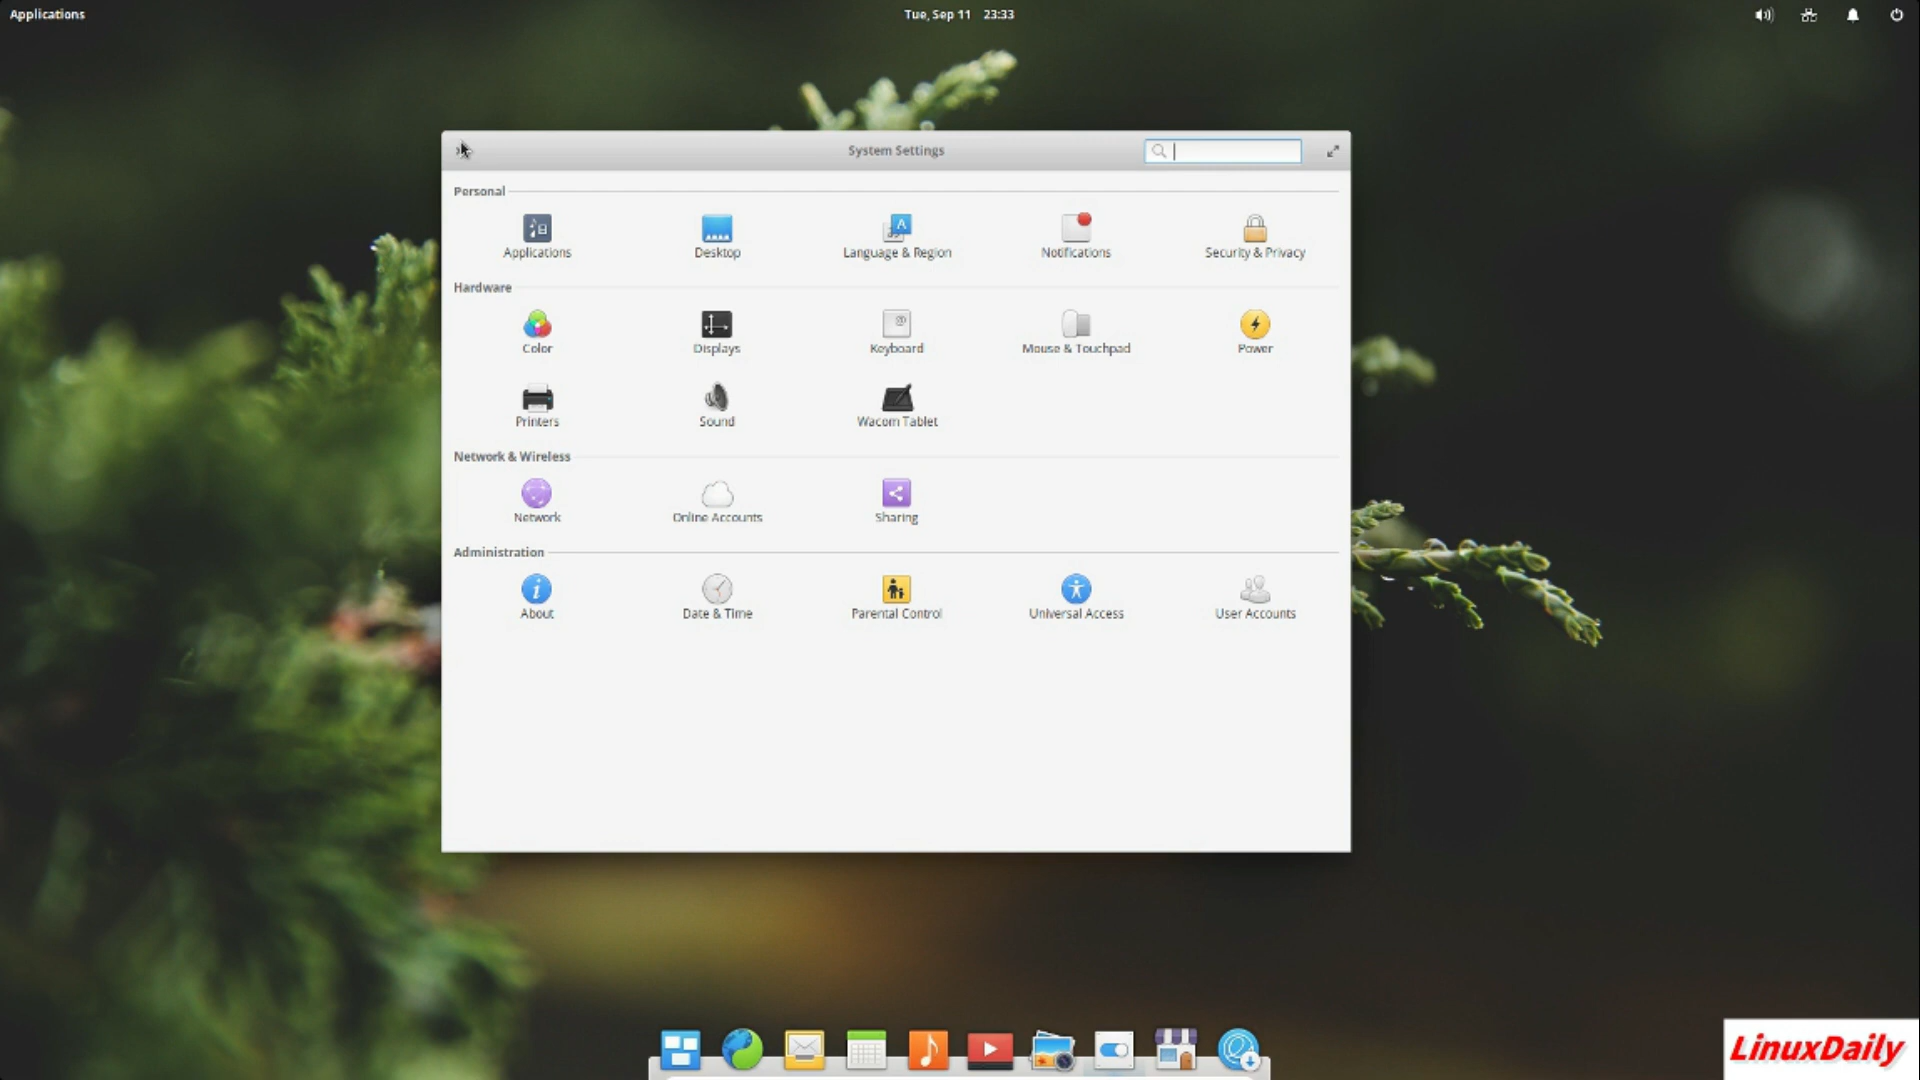 Applications
Tue, Sep 11 23:33
System Settings
Personal
Applications
Desktop
Language & Region
Notifications
Security & Privacy
Hardware
Color
Displays
Keyboard
Mouse & Touchpad
Power
Printers
Sound
Wacom Tablet
Network & Wireless
Network
Online Accounts
Sharing
Administration
About
Date & Time
Parental Control
Universal Access
User Accounts
LinuxDaily